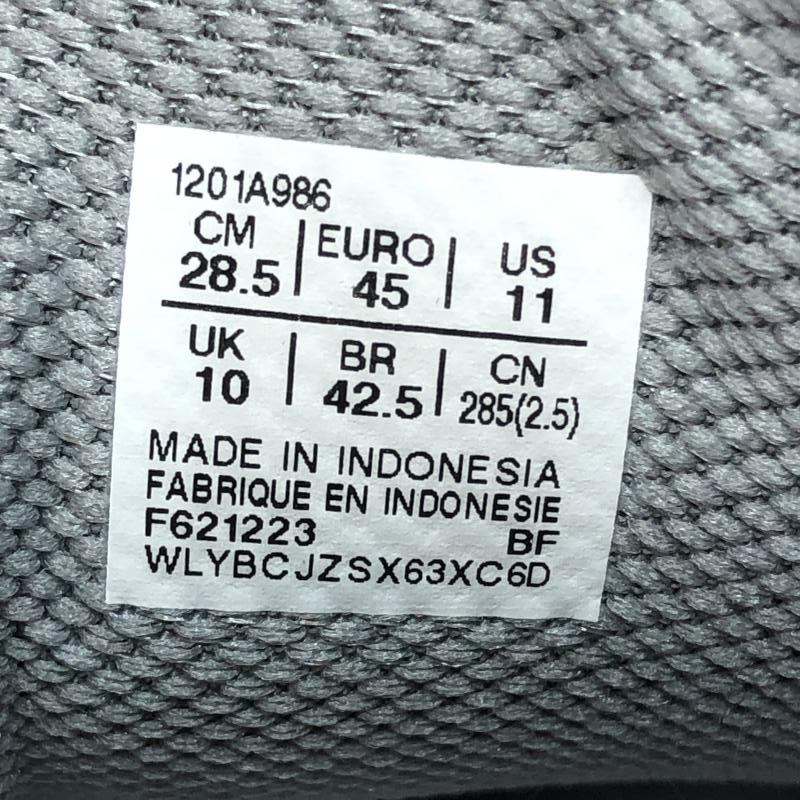 1201A986
CM | EURO | US
28.5 | 45 | 11
UK | BR | CN
10 | 42.5 | 285(2.5)
MADE IN INDONESIA
FABRIQUE EN INDONESIE
F621223 BF
WLYBCJZSX63XC6D